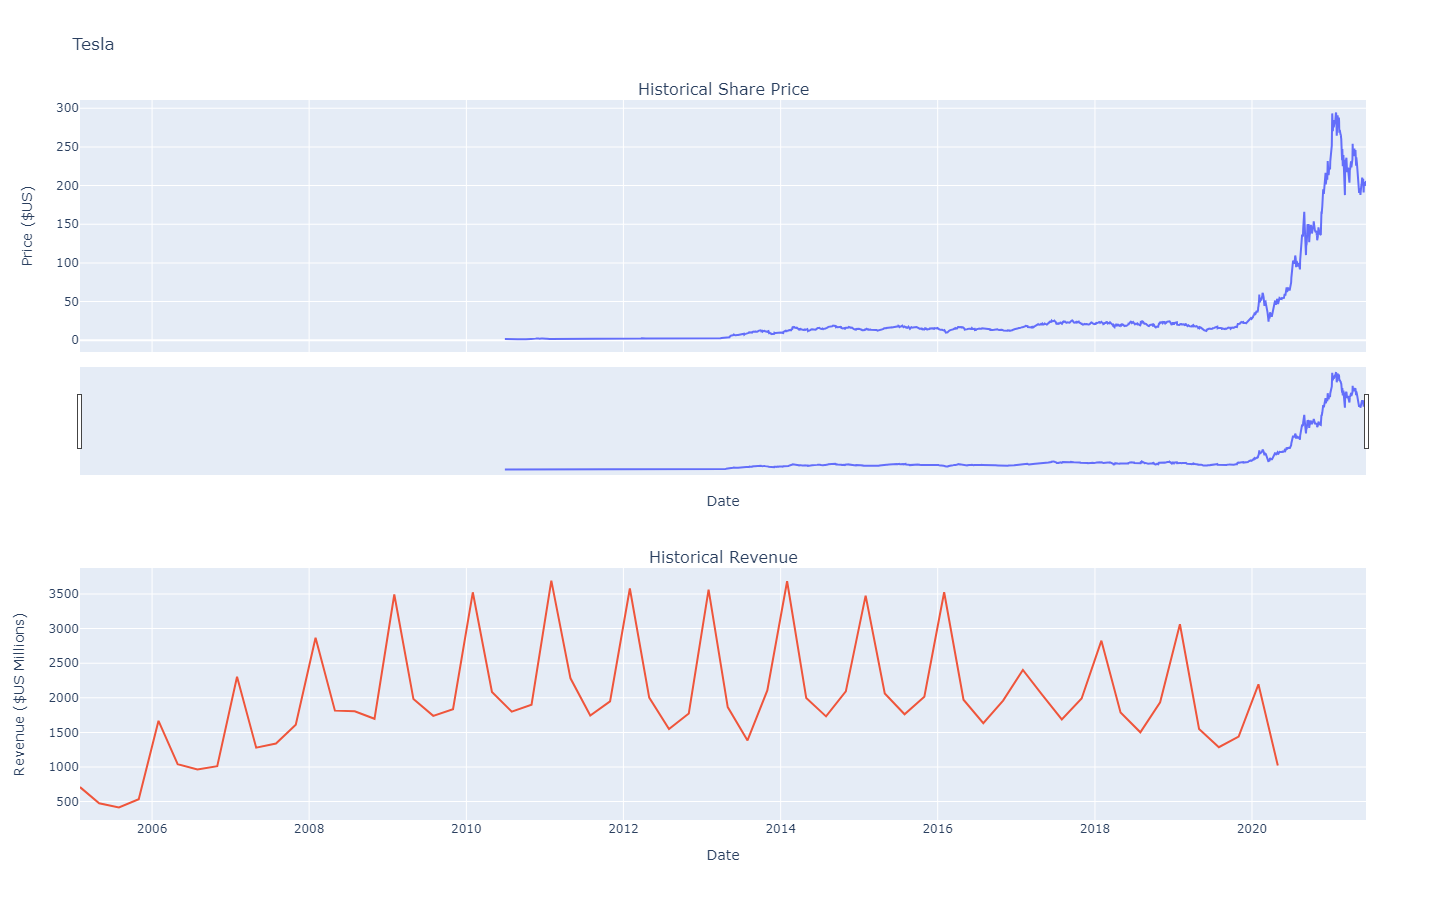 Tesla
Historical Share Price
300
250
200
150
100
50
0
Price ($US)
Date
Historical Revenue
3500
3000
2500
2000
1500
1000
500
Revenue ($US Millions)
2006 2008 2010 2012 2014 2016 2018 2020
Date